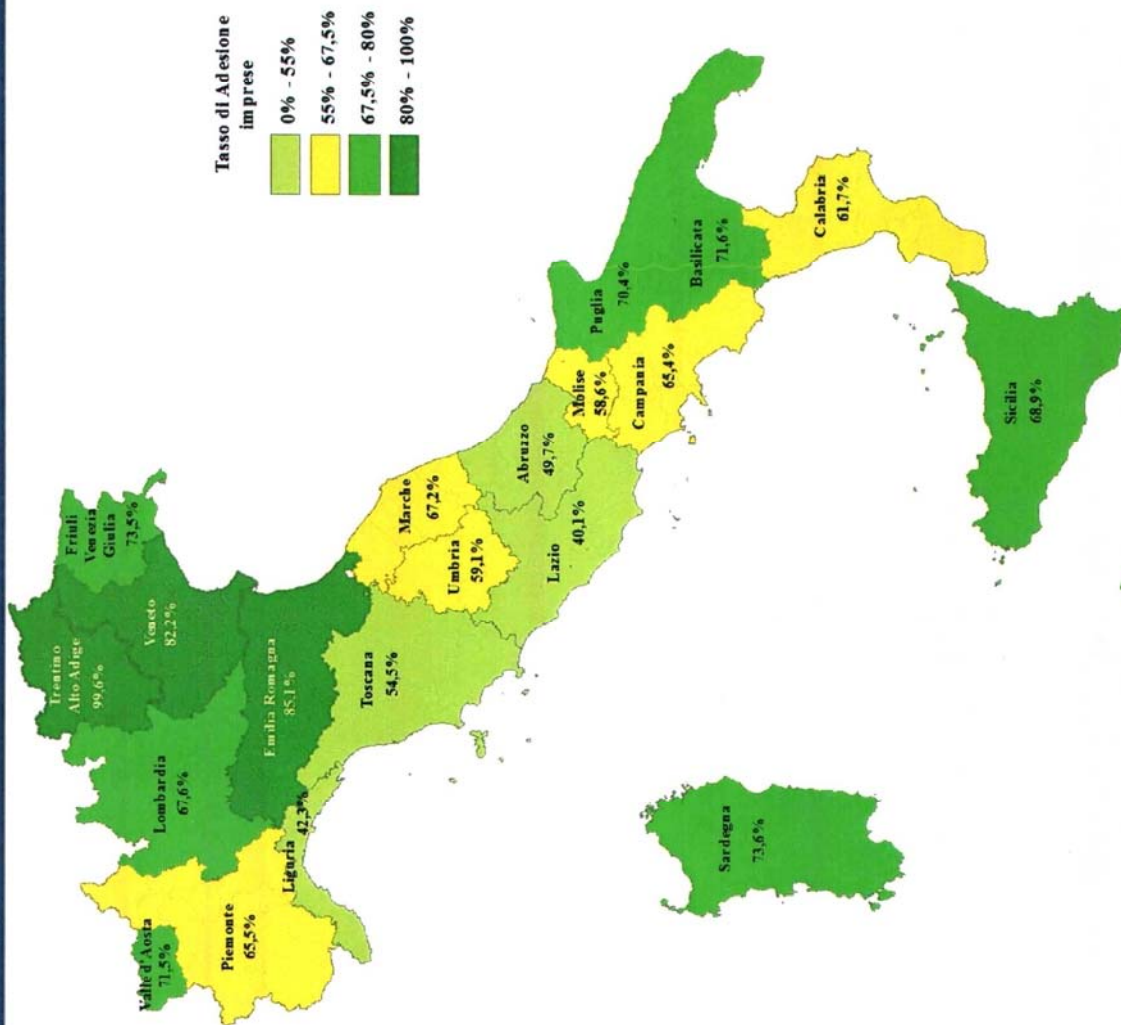 Tasso di Adesione
imprese
0% - 55%
55% - 67,5%
67,5% - 80%
80% - 100%
Trentino
Alto Adige
99,6%
Friuli
Venezia
Giulia
73,5%
Veneto
82,2%
Valle d'Aosta
71,5%
Lombardia
67,6%
Piemonte
65,5%
Emilia Romagna
85,1%
Liguria
42,3%
Toscana
54,5%
Marche
67,2%
Umbria
59,1%
Abruzzo
49,7%
Lazio
40,1%
Molise
58,6%
Campania
65,4%
Puglia
70,4%
Basilicata
71,6%
Calabria
61,7%
Sardegna
73,6%
Sicilia
68,9%